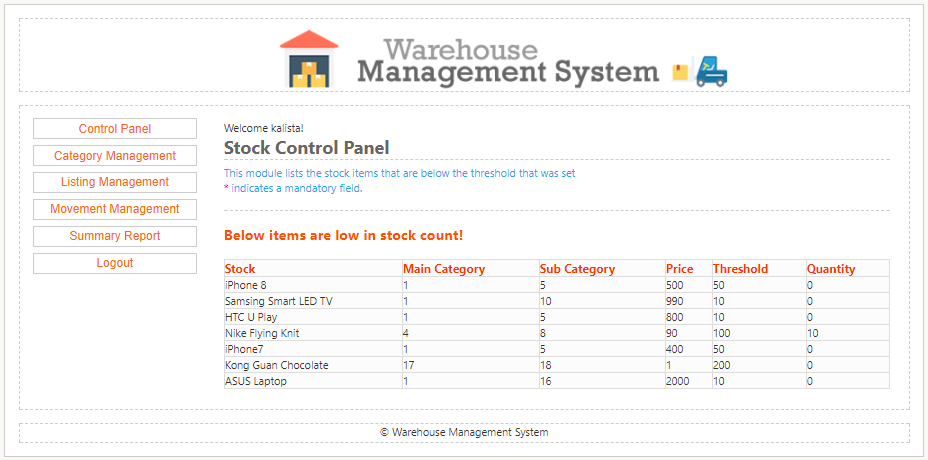 Warehouse
Management System
Control Panel
Category Management
Listing Management
Movement Management
Summary Report
Logout
Welcome kalista!
Stock Control Panel
This module lists the stock items that are below the threshold that was set
* indicates a mandatory field.
Below items are low in stock count!
Stock Main Category Sub Category Price Threshold Quantity
iPhone 8 1 5 500 50 0
Samsing Smart LED TV 1 10 990 10 0
HTC U Play 1 5 800 10 0
Nike Flying Knit 4 8 90 100 10
iPhone7 1 5 400 50 0
Kong Guan Chocolate 17 18 1 200 0
ASUS Laptop 1 16 2000 10 0
© Warehouse Management System